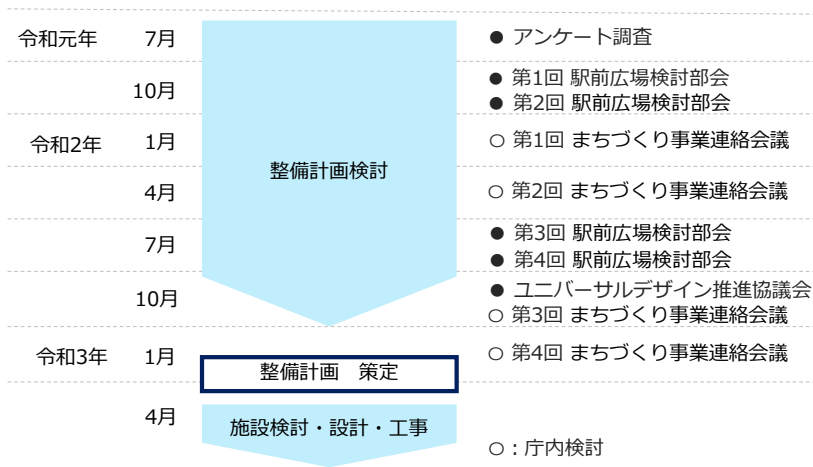 令和元年 7月 ● アンケート調査
● 第1回 駅前広場検討部会
10月
● 第2回 駅前広場検討部会
令和2年 1月 ○ 第1回 まちづくり事業連絡会議
整備計画検討
4月 ○ 第2回 まちづくり事業連絡会議
● 第3回 駅前広場検討部会
7月
● 第4回 駅前広場検討部会
● ユニバーサルデザイン推進協議会
10月
○ 第3回 まちづくり事業連絡会議
令和3年 1月 ○ 第4回 まちづくり事業連絡会議
整備計画 策定
4月
施設検討・設計・工事
○：庁内検討